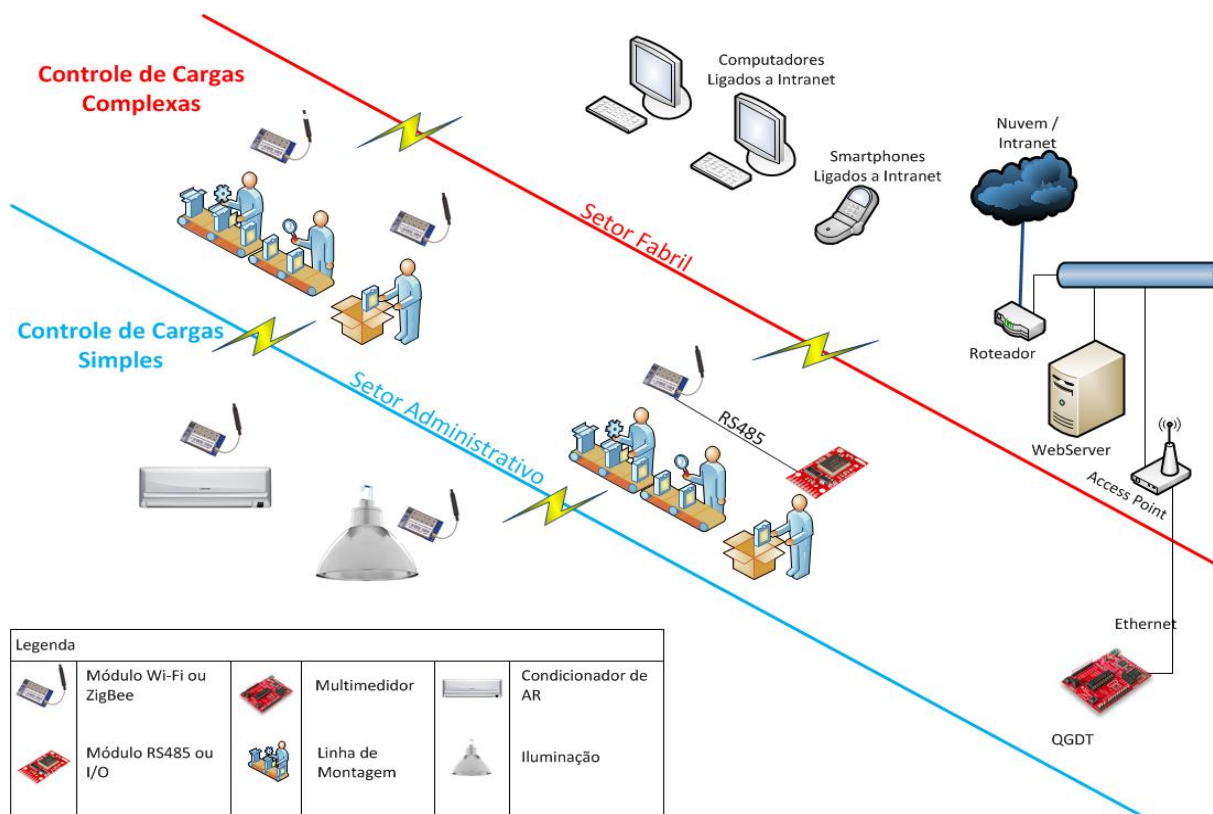 Controle de Cargas
Complexas
Computadores
Ligados a Intranet
Nuvem /
Intranet
Smartphones
Ligados a Intranet
Setor Fabril
Controle de Cargas
Simples
Setor Administrativo
Roteador
RS485
WebServer
Access Point
Ethernet
QGDT
Legenda
Módulo Wi-Fi ou
ZigBee
Multimedidor
Condicionador de
AR
Módulo RS485 ou
I/O
Linha de
Montagem
Iluminação